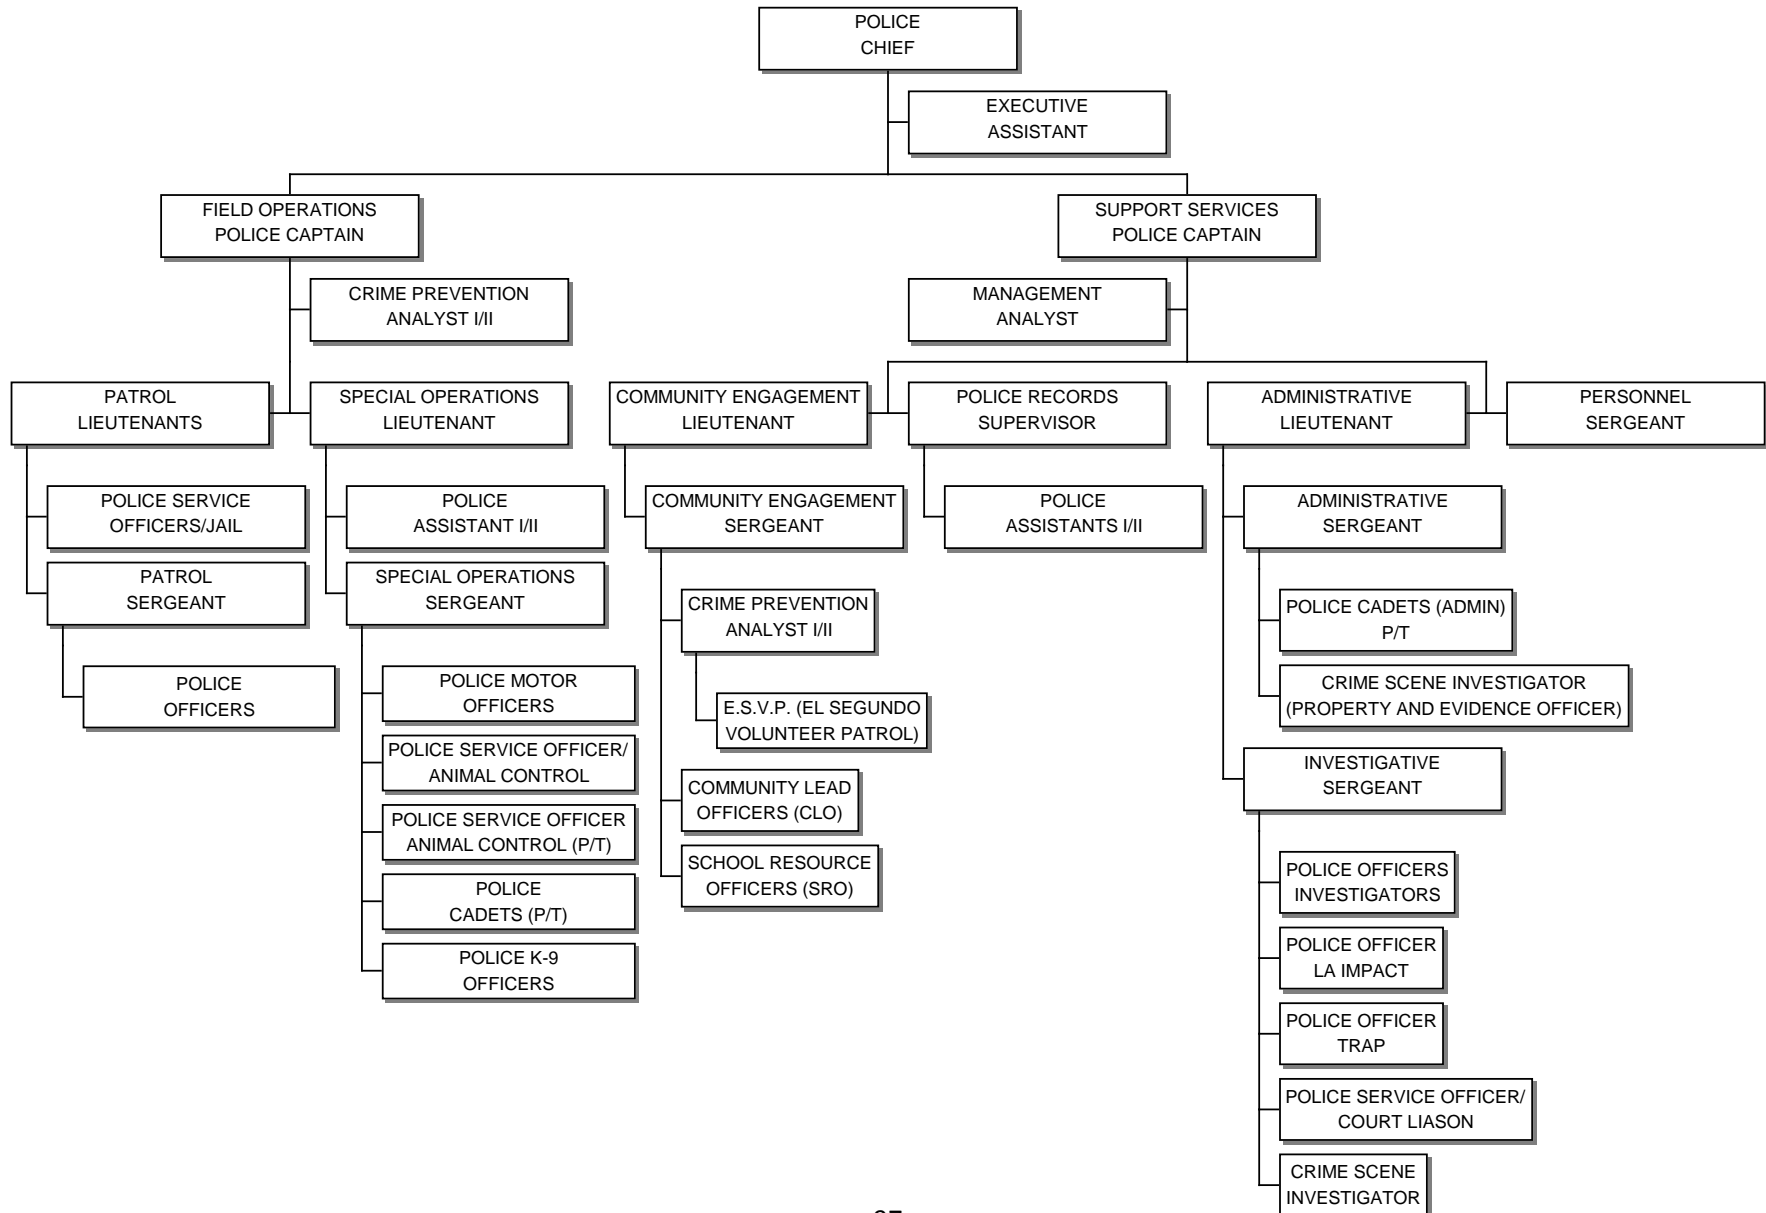 POLICE
CHIEF
EXECUTIVE
ASSISTANT
FIELD OPERATIONS
POLICE CAPTAIN
SUPPORT SERVICES
POLICE CAPTAIN
CRIME PREVENTION
ANALYST I/II
MANAGEMENT
ANALYST
PATROL
LIEUTENANTS
SPECIAL OPERATIONS
LIEUTENANT
COMMUNITY ENGAGEMENT
LIEUTENANT
POLICE RECORDS
SUPERVISOR
ADMINISTRATIVE
LIEUTENANT
PERSONNEL
SERGEANT
POLICE SERVICE
OFFICERS/JAIL
PATROL
SERGEANT
POLICE
OFFICERS
POLICE
ASSISTANT I/II
SPECIAL OPERATIONS
SERGEANT
POLICE MOTOR
OFFICERS
POLICE SERVICE OFFICER/
ANIMAL CONTROL
POLICE SERVICE OFFICER
ANIMAL CONTROL (P/T)
POLICE
CADETS (P/T)
POLICE K-9
OFFICERS
COMMUNITY ENGAGEMENT
SERGEANT
CRIME PREVENTION
ANALYST I/II
E.S.V.P. (EL SEGUNDO
VOLUNTEER PATROL)
COMMUNITY LEAD
OFFICERS (CLO)
SCHOOL RESOURCE
OFFICERS (SRO)
POLICE
ASSISTANTS I/II
ADMINISTRATIVE
SERGEANT
POLICE CADETS (ADMIN)
P/T
CRIME SCENE INVESTIGATOR
(PROPERTY AND EVIDENCE OFFICER)
INVESTIGATIVE
SERGEANT
POLICE OFFICERS
INVESTIGATORS
POLICE OFFICER
LA IMPACT
POLICE OFFICER
TRAP
POLICE SERVICE OFFICER/
COURT LIASON
CRIME SCENE
INVESTIGATOR